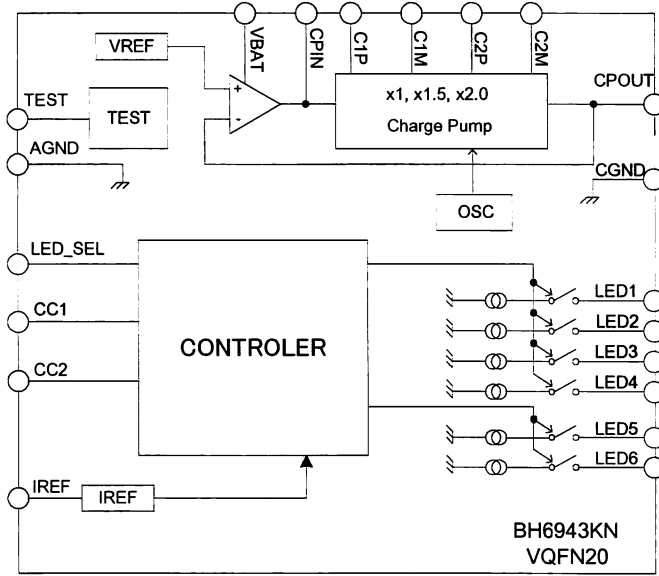 VREF
VBAT
CPIN
C1P
C1M
C2P
C2M
CPOUT
TEST
TEST
+
-
x1, x1.5, x2.0
Charge Pump
AGND
CGND
OSC
LED_SEL
CC1
CC2
CONTROLER
LED1
LED2
LED3
LED4
LED5
LED6
IREF
IREF
BH6943KN
VQFN20